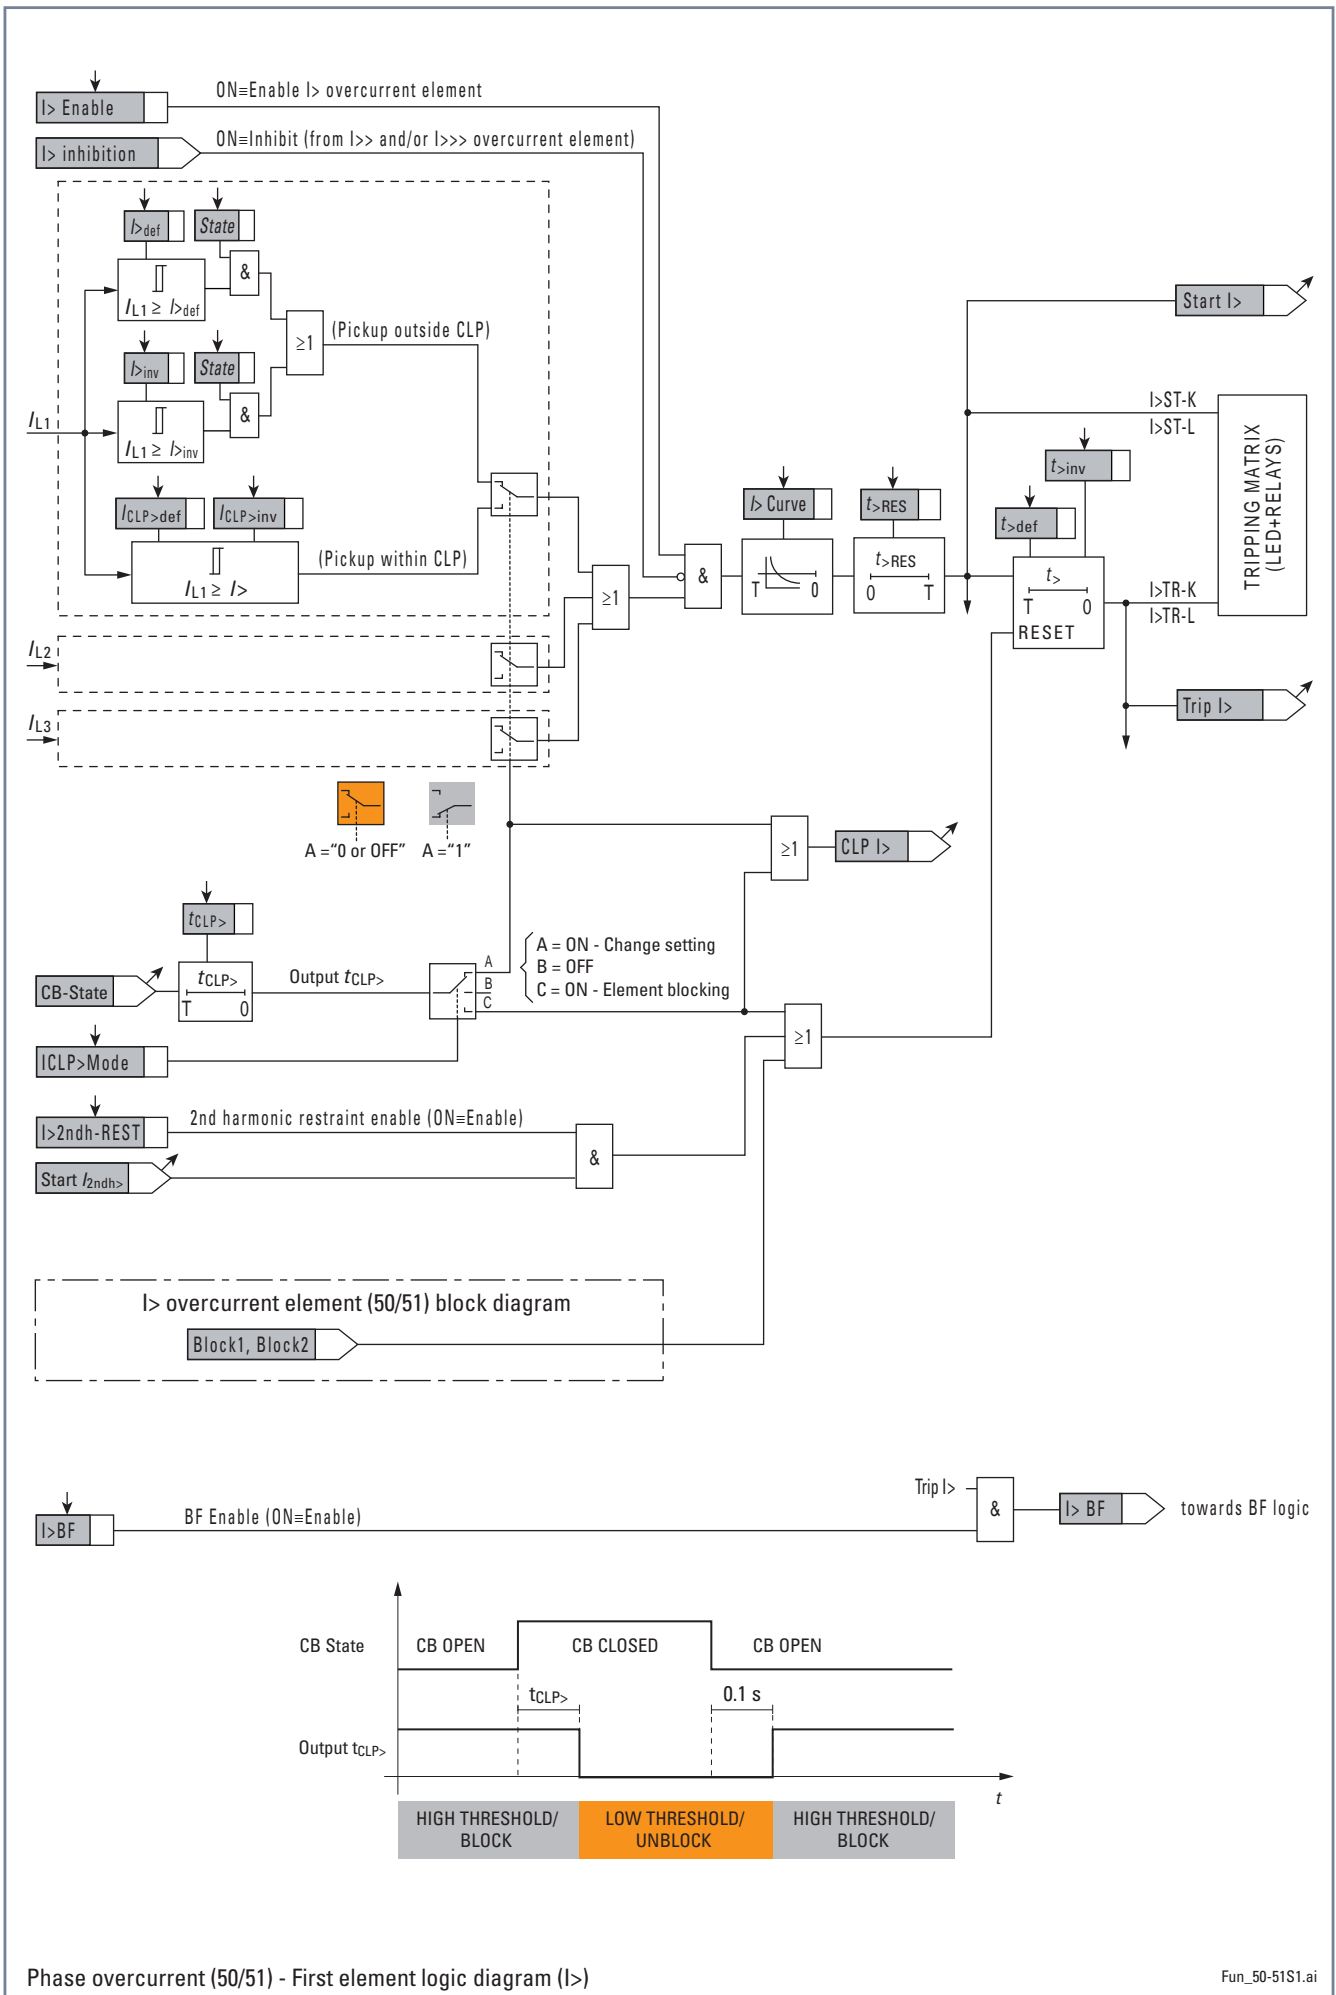 I> Enable
ON≡Enable I> overcurrent element
I> inhibition
ON≡Inhibit (from I>> and/or I>>> overcurrent element)
I>def
State
IL1 ≥ I>def
&
≥1
(Pickup outside CLP)
I>inv
State
IL1 ≥ I>inv
&
IL1
ICLP>def
ICLP>inv
IL1 ≥ I>
(Pickup within CLP)
IL2
IL3
≥1
&
I> Curve
T 0
t>RES
t>RES
0 T
t>def
t>inv
t>
T 0
RESET
Start I>
I>ST-K
I>ST-L
I>TR-K
I>TR-L
TRIPPING MATRIX
(LED+RELAYS)
Trip I>
A =“0 or OFF”
A =“1”
≥1
CLP I>
tCLP>
CB-State
tCLP>
T 0
Output tCLP>
A
B
C
A = ON - Change setting
B = OFF
C = ON - Element blocking
ICLP>Mode
≥1
I>2ndh-REST
2nd harmonic restraint enable (ON≡Enable)
Start I2ndh>
&
I> overcurrent element (50/51) block diagram
Block1, Block2
I>BF
BF Enable (ON≡Enable)
Trip I>
&
I> BF
towards BF logic
CB State
CB OPEN
CB CLOSED
CB OPEN
tCLP>
0.1 s
Output tCLP>
t
HIGH THRESHOLD/
BLOCK
LOW THRESHOLD/
UNBLOCK
HIGH THRESHOLD/
BLOCK
Phase overcurrent (50/51) - First element logic diagram (I>)
Fun_50-51S1.ai